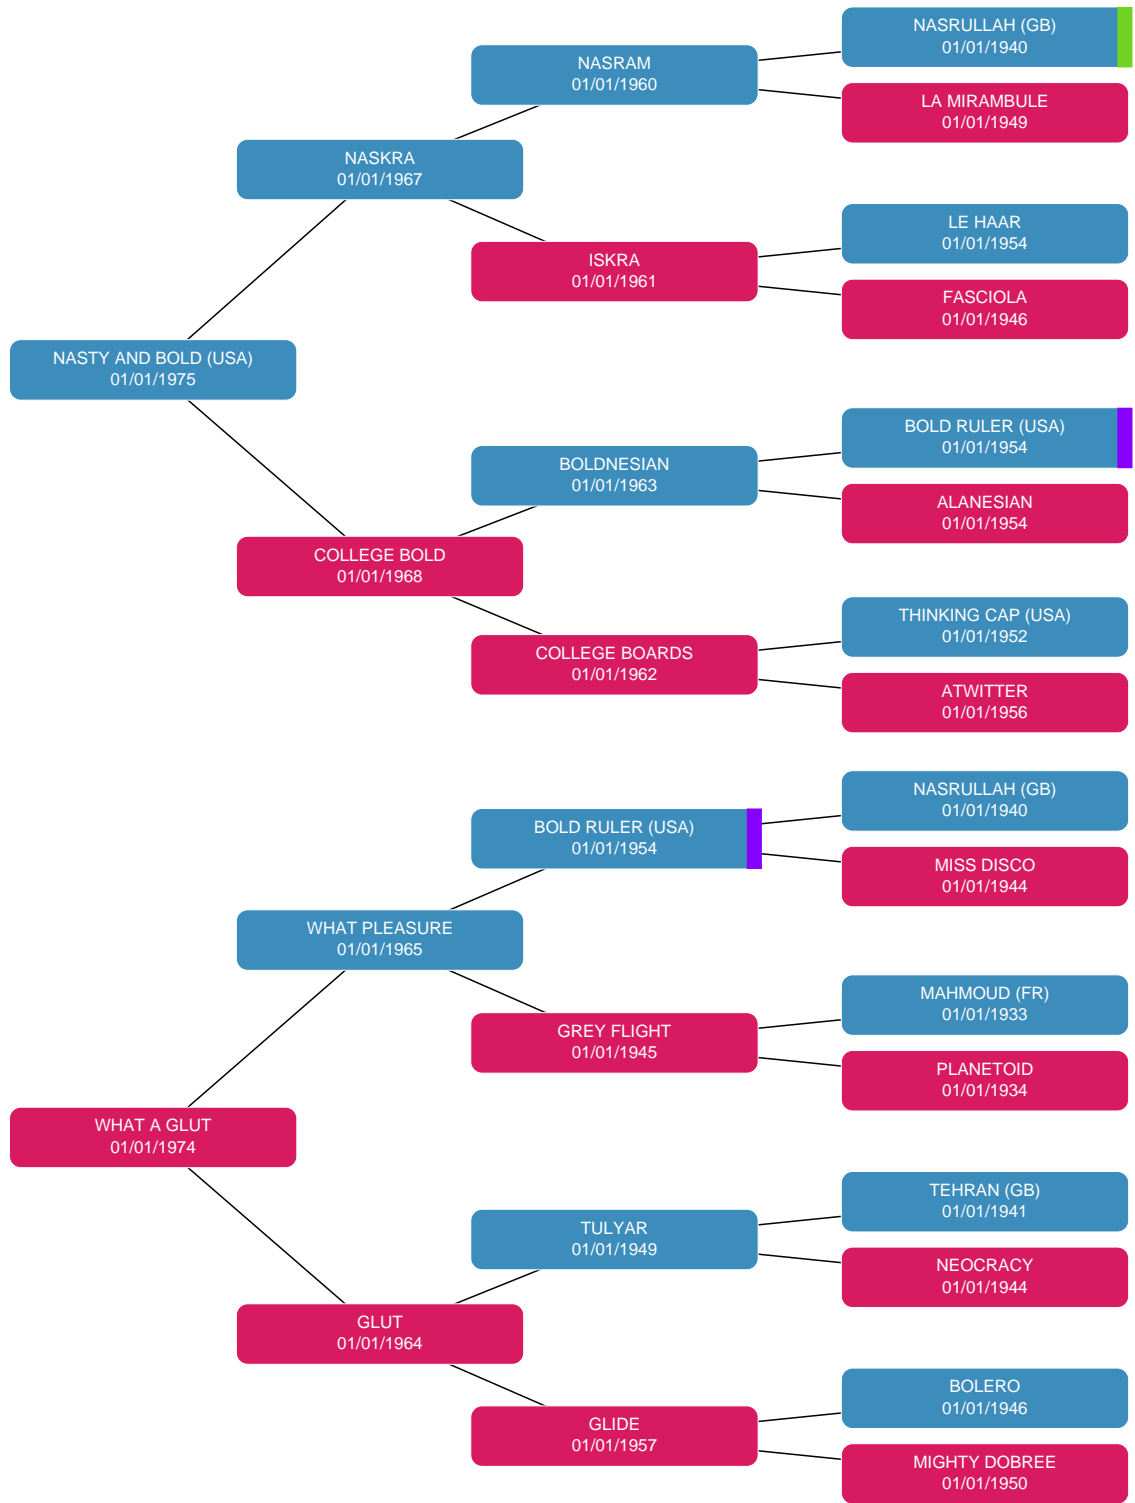 NASRULLAH (GB)
01/01/1940
NASRAM
01/01/1960
LA MIRAMBULE
01/01/1949
NASKRA
01/01/1967
LE HAAR
01/01/1954
ISKRA
01/01/1961
FASCIOLA
01/01/1946
NASTY AND BOLD (USA)
01/01/1975
BOLD RULER (USA)
01/01/1954
BOLDNESIAN
01/01/1963
ALANESIAN
01/01/1954
COLLEGE BOLD
01/01/1968
THINKING CAP (USA)
01/01/1952
COLLEGE BOARDS
01/01/1962
ATWITTER
01/01/1956
NASRULLAH (GB)
01/01/1940
BOLD RULER (USA)
01/01/1954
MISS DISCO
01/01/1944
WHAT PLEASURE
01/01/1965
MAHMOUD (FR)
01/01/1933
GREY FLIGHT
01/01/1945
PLANETOID
01/01/1934
WHAT A GLUT
01/01/1974
TEHRAN (GB)
01/01/1941
TULYAR
01/01/1949
NEOCRACY
01/01/1944
GLUT
01/01/1964
BOLERO
01/01/1946
GLIDE
01/01/1957
MIGHTY DOBREE
01/01/1950